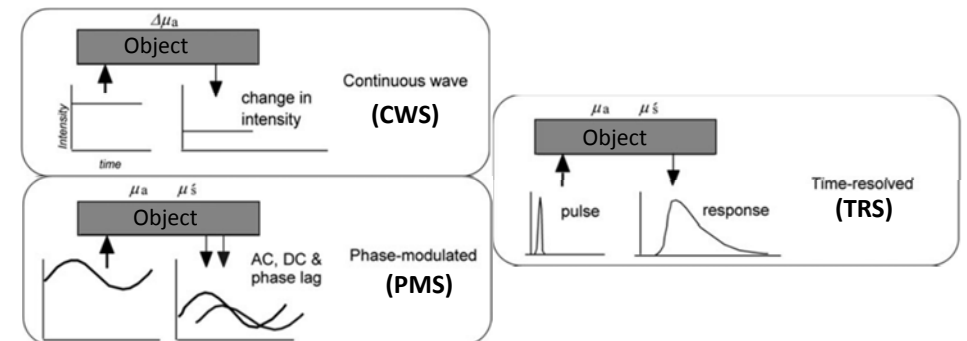 Δμa
Object
Intensity
time
change in
intensity
Continuous wave
(CWS)
μa μ́s
Object
AC, DC &
phase lag
Phase-modulated
(PMS)
μa μ́s
Object
pulse
response
Time-resolved
(TRS)